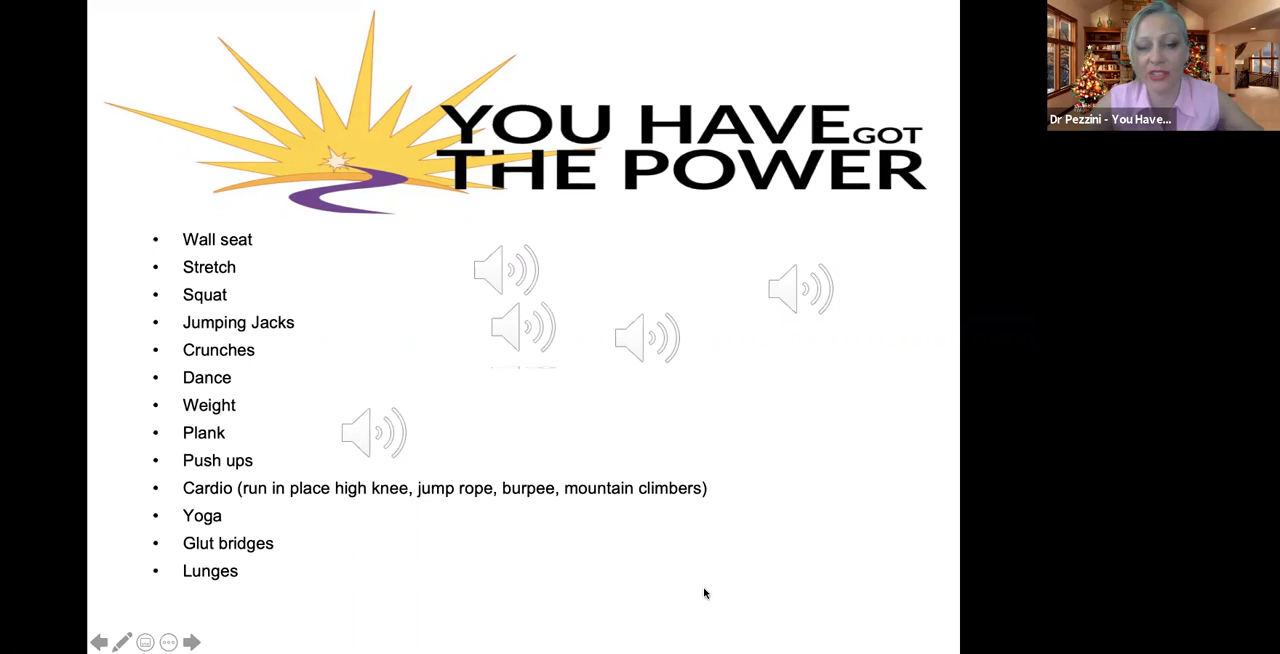 YOU HAVE GOT
THE POWER
Dr Pezzini - You Have...
• Wall seat
• Stretch
• Squat
• Jumping Jacks
• Crunches
• Dance
• Weight
• Plank
• Push ups
• Cardio (run in place high knee, jump rope, burpee, mountain climbers)
• Yoga
• Glut bridges
• Lunges